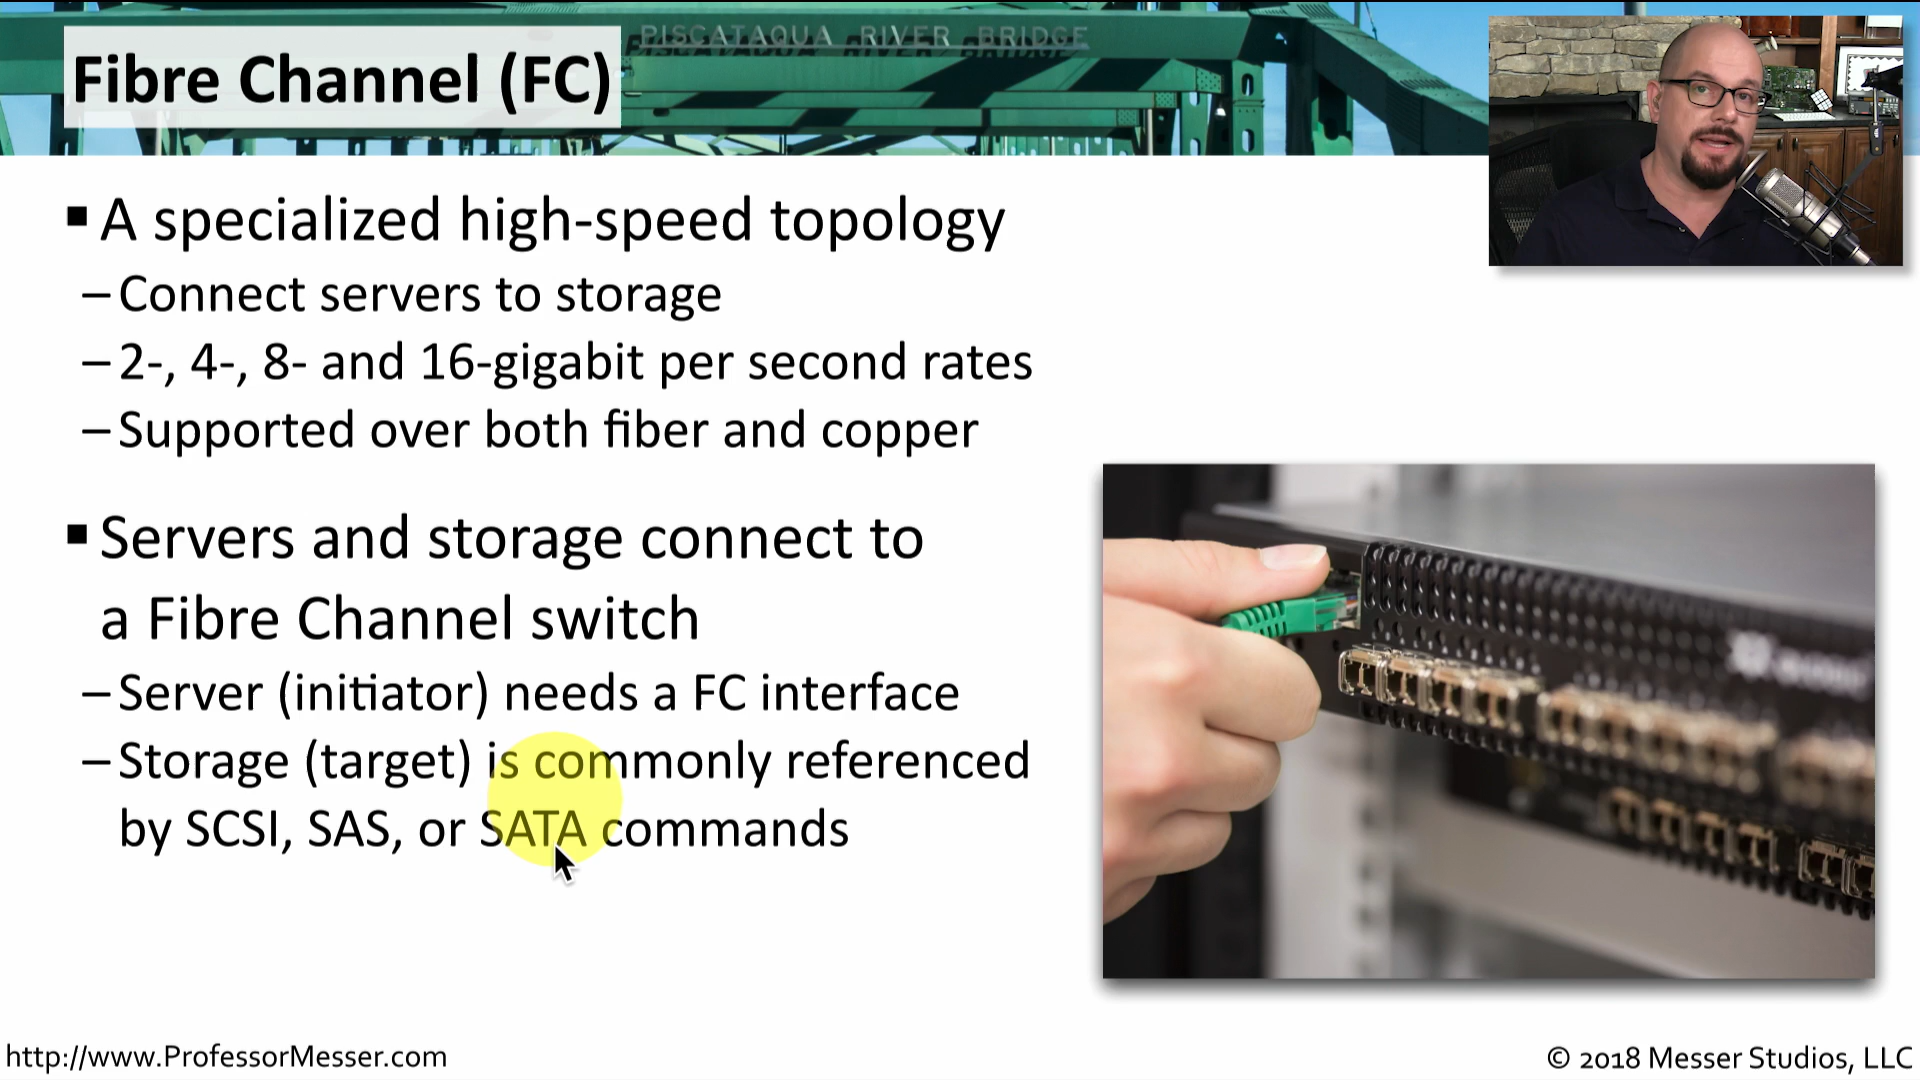 PISCATAQUA RIVER BRIDGE
Fibre Channel (FC)
▪ A specialized high-speed topology
– Connect servers to storage
– 2-, 4-, 8- and 16-gigabit per second rates
– Supported over both fiber and copper
▪ Servers and storage connect to
a Fibre Channel switch
– Server (initiator) needs a FC interface
– Storage (target) is commonly referenced
by SCSI, SAS, or SATA commands
http://www.ProfessorMesser.com
© 2018 Messer Studios, LLC